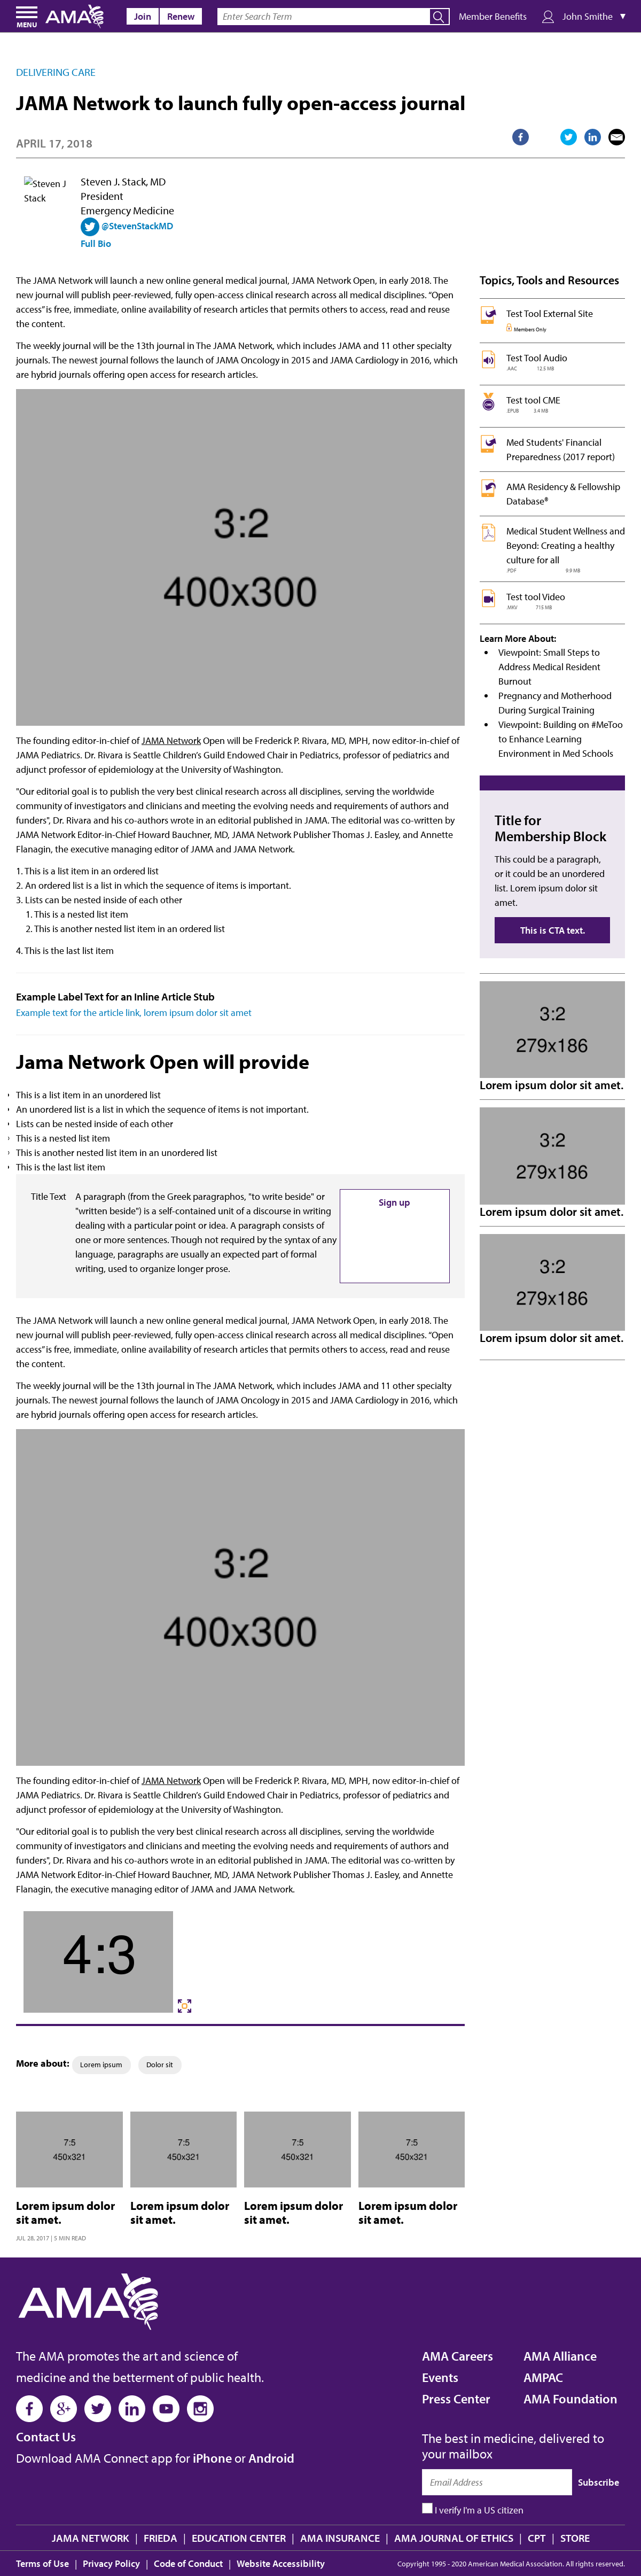 MENU
AMA
Join
Renew
Enter Search Term
Member Benefits
John Smithe
DELIVERING CARE
JAMA Network to launch fully open-access journal
APRIL 17, 2018
Steven J
Stack
Steven J. Stack, MD
President
Emergency Medicine
@StevenStackMD
Full Bio
The JAMA Network will launch a new online general medical journal, JAMA Network Open, in early 2018. The
new journal will publish peer-reviewed, fully open-access clinical research across all medical disciplines. “Open
access” is free, immediate, online availability of research articles that permits others to access, read and reuse
the content.
The weekly journal will be the 13th journal in The JAMA Network, which includes JAMA and 11 other specialty
journals. The newest journal follows the launch of JAMA Oncology in 2015 and JAMA Cardiology in 2016, which
are hybrid journals offering open access for research articles.
3:2
400x300
The founding editor-in-chief of JAMA Network Open will be Frederick P. Rivara, MD, MPH, now editor-in-chief of
JAMA Pediatrics. Dr. Rivara is Seattle Children’s Guild Endowed Chair in Pediatrics, professor of pediatrics and
adjunct professor of epidemiology at the University of Washington.
"Our editorial goal is to publish the very best clinical research across all disciplines, serving the worldwide
community of investigators and clinicians and meeting the evolving needs and requirements of authors and
funders", Dr. Rivara and his co-authors wrote in an editorial published in JAMA. The editorial was co-written by
JAMA Network Editor-in-Chief Howard Bauchner, MD, JAMA Network Publisher Thomas J. Easley, and Annette
Flanagin, the executive managing editor of JAMA and JAMA Network.
1. This is a list item in an ordered list
2. An ordered list is a list in which the sequence of items is important.
3. Lists can be nested inside of each other
1. This is a nested list item
2. This is another nested list item in an ordered list
4. This is the last list item
Example Label Text for an Inline Article Stub
Example text for the article link, lorem ipsum dolor sit amet
Jama Network Open will provide
This is a list item in an unordered list
An unordered list is a list in which the sequence of items is not important.
Lists can be nested inside of each other
This is a nested list item
This is another nested list item in an unordered list
This is the last list item
Title Text
A paragraph (from the Greek paragraphos, "to write beside" or
"written beside") is a self-contained unit of a discourse in writing
dealing with a particular point or idea. A paragraph consists of
one or more sentences. Though not required by the syntax of any
language, paragraphs are usually an expected part of formal
writing, used to organize longer prose.
Sign up
The JAMA Network will launch a new online general medical journal, JAMA Network Open, in early 2018. The
new journal will publish peer-reviewed, fully open-access clinical research across all medical disciplines. “Open
access” is free, immediate, online availability of research articles that permits others to access, read and reuse
the content.
The weekly journal will be the 13th journal in The JAMA Network, which includes JAMA and 11 other specialty
journals. The newest journal follows the launch of JAMA Oncology in 2015 and JAMA Cardiology in 2016, which
are hybrid journals offering open access for research articles.
3:2
400x300
The founding editor-in-chief of JAMA Network Open will be Frederick P. Rivara, MD, MPH, now editor-in-chief of
JAMA Pediatrics. Dr. Rivara is Seattle Children’s Guild Endowed Chair in Pediatrics, professor of pediatrics and
adjunct professor of epidemiology at the University of Washington.
"Our editorial goal is to publish the very best clinical research across all disciplines, serving the worldwide
community of investigators and clinicians and meeting the evolving needs and requirements of authors and
funders", Dr. Rivara and his co-authors wrote in an editorial published in JAMA. The editorial was co-written by
JAMA Network Editor-in-Chief Howard Bauchner, MD, JAMA Network Publisher Thomas J. Easley, and Annette
Flanagin, the executive managing editor of JAMA and JAMA Network.
4:3
More about:
Lorem ipsum
Dolor sit
7:5
450x321
Lorem ipsum dolor
sit amet.
JUL 28, 2017 | 5 MIN READ
7:5
450x321
Lorem ipsum dolor
sit amet.
7:5
450x321
Lorem ipsum dolor
sit amet.
7:5
450x321
Lorem ipsum dolor
sit amet.
Topics, Tools and Resources
Test Tool External Site
Members Only
Test Tool Audio
.AAC 12.5 MB
Test tool CME
.EPUB 3.4 MB
Med Students' Financial
Preparedness (2017 report)
AMA Residency & Fellowship
Database®
Medical Student Wellness and
Beyond: Creating a healthy
culture for all
.PDF 9.9 MB
Test tool Video
.MKV 715 MB
Learn More About:
Viewpoint: Small Steps to
Address Medical Resident
Burnout
Pregnancy and Motherhood
During Surgical Training
Viewpoint: Building on #MeToo
to Enhance Learning
Environment in Med Schools
Title for
Membership Block
This could be a paragraph,
or it could be an unordered
list. Lorem ipsum dolor sit
amet.
This is CTA text.
3:2
279x186
Lorem ipsum dolor sit amet.
3:2
279x186
Lorem ipsum dolor sit amet.
3:2
279x186
Lorem ipsum dolor sit amet.
AMA
The AMA promotes the art and science of
medicine and the betterment of public health.
Contact Us
Download AMA Connect app for iPhone or Android
AMA Careers
Events
Press Center
AMA Alliance
AMPAC
AMA Foundation
The best in medicine, delivered to
your mailbox
Email Address
Subscribe
I verify I'm a US citizen
JAMA NETWORK | FRIEDA | EDUCATION CENTER | AMA INSURANCE | AMA JOURNAL OF ETHICS | CPT | STORE
Terms of Use | Privacy Policy | Code of Conduct | Website Accessibility
Copyright 1995 - 2020 American Medical Association. All rights reserved.